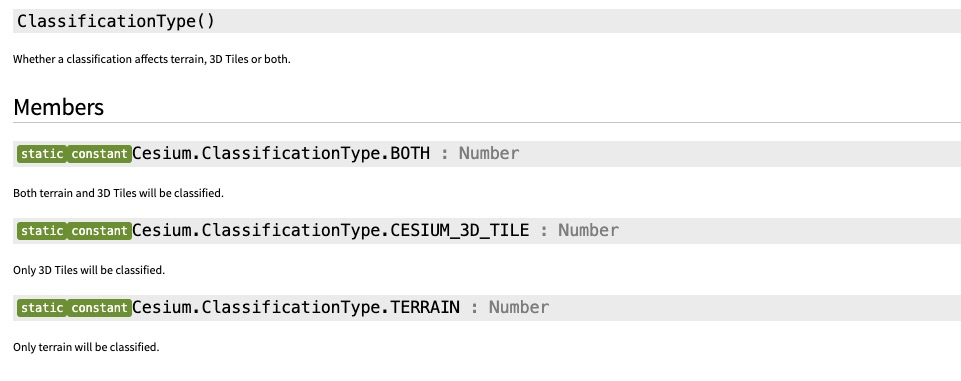 ClassificationType()
Whether a classification affects terrain, 3D Tiles or both.
Members
static constant Cesium.ClassificationType.BOTH : Number
Both terrain and 3D Tiles will be classified.
static constant Cesium.ClassificationType.CESIUM_3D_TILE : Number
Only 3D Tiles will be classified.
static constant Cesium.ClassificationType.TERRAIN : Number
Only terrain will be classified.